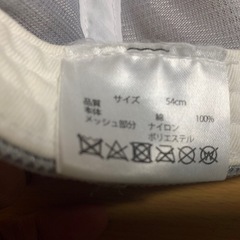 品質 サイズ 54cm
本体 綿 100%
メッシュ部分 ナイロン
ポリエステル